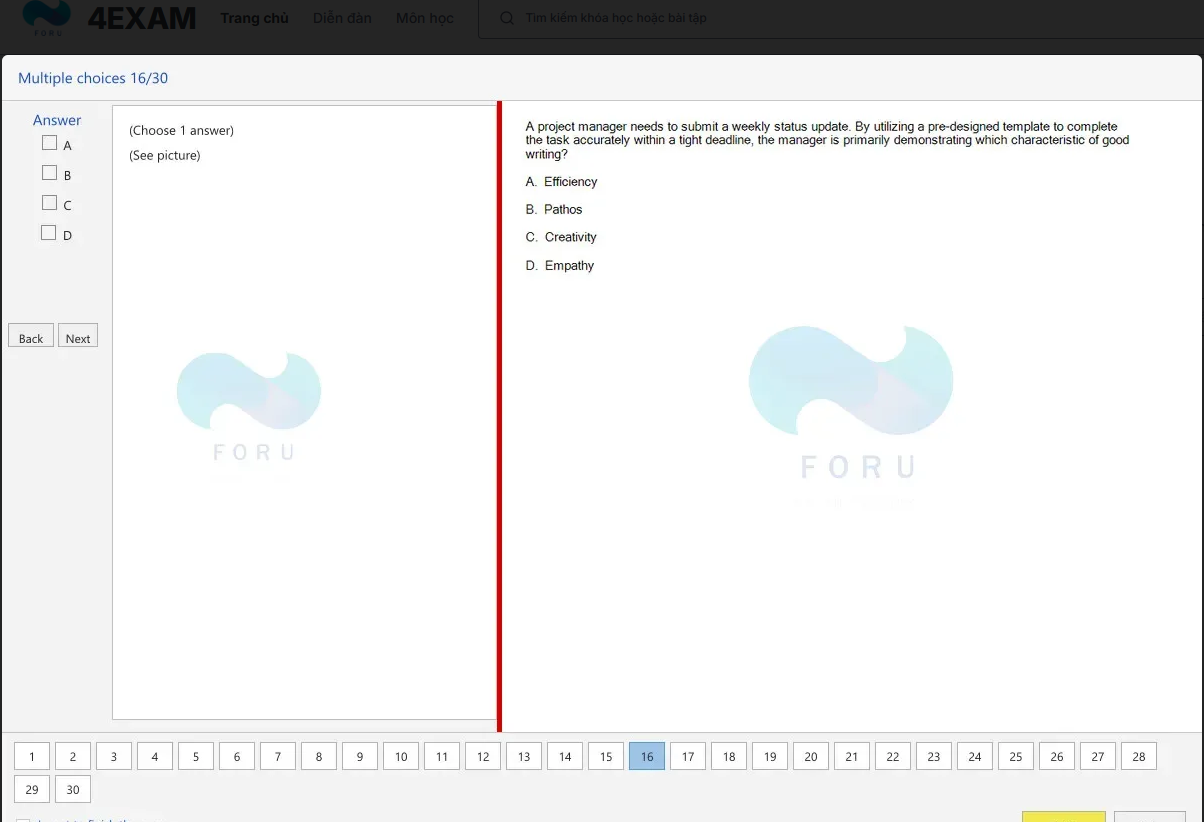 FORU
4EXAM
Trang chủ
Diễn đàn
Môn học
Tìm kiếm khóa học hoặc bài tập
Multiple choices 16/30
Answer
A
B
C
D
Back
Next
(Choose 1 answer)
(See picture)
FORU
A project manager needs to submit a weekly status update. By utilizing a pre-designed template to complete
the task accurately within a tight deadline, the manager is primarily demonstrating which characteristic of good
writing?
A. Efficiency
B. Pathos
C. Creativity
D. Empathy
FORU
1 2 3 4 5 6 7 8 9 10 11 12 13 14 15 16 17 18 19 20 21 22 23 24 25 26 27 28
29 30